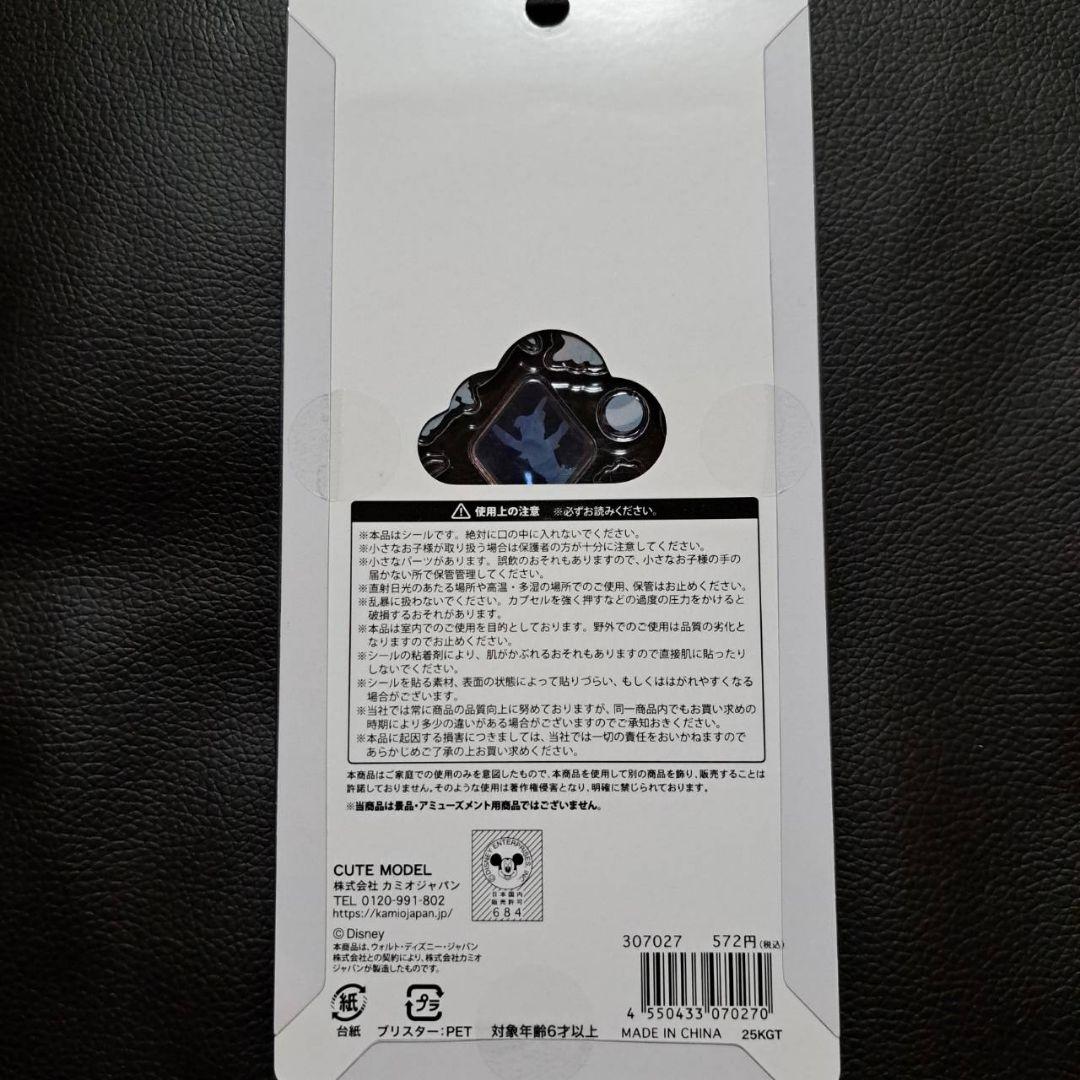 ⚠ 使用上の注意 ※必ずお読みください。
※本品はシールです。絶対に口の中に入れないでください。
※小さなお子様が取り扱う場合は保護者の方が十分に注意してください。
※小さなパーツがあります。誤飲のおそれもありますので、小さなお子様の手の
届かない所で保管管理してください。
※直射日光のあたる場所や高温・多湿の場所でのご使用、保管はお止めください。
※乱暴に扱わないでください。カプセルを強く押すなどの過度の圧力をかけると
破損するおそれがあります。
※本品は室内でのご使用を目的としております。野外でのご使用は品質の劣化と
なりますのでお止めください。
※シールの粘着剤により、肌がかぶれるおそれもありますので直接肌に貼ったり
しないでください。
※シールを貼る素材、表面の状態によって貼りづらい、もしくははがれやすくなる
場合がございます。
※当社では常に商品の品質向上に努めておりますが、同一商品内でもお買い求めの
時期により多少の違いがある場合がございますのでご承知おきください。
※本品に起因する損害につきましては、当社では一切の責任をおいかねますので
あらかじめご了承の上お買い求めください。
本商品はご家庭での使用のみを意図したもので、本商品を使用して別の商品を飾り、販売することは
許諾しておりません。そのような使用は著作権侵害となり、明確に禁じられております。
※当商品は景品・アミューズメント用商品ではございません。
CUTE MODEL
株式会社 カミオジャパン
TEL 0120-991-802
https://kamiojapan.jp/
©DISNEY ENTERPRISES, INC.
日本国内
販売許可
684
©Disney
本商品は、ウォルト・ディズニー・ジャパン
株式会社との契約により、株式会社カミオ
ジャパンが製造したものです。
307027 572円(税込)
4 550433 070270
紙
台紙
プラ
ブリスター:PET
対象年齢6才以上
MADE IN CHINA 25KGT